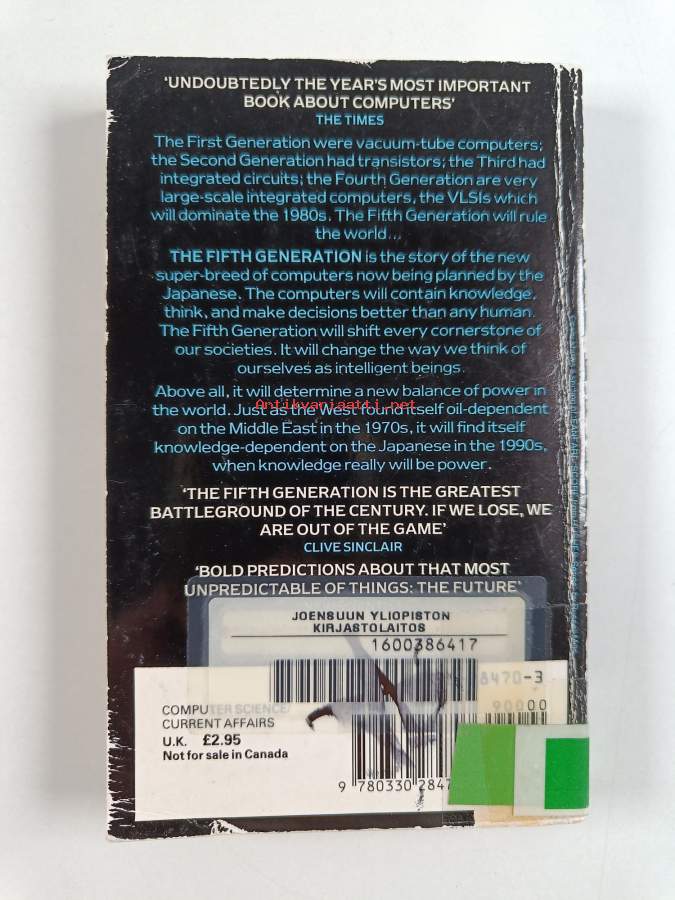 ‘UNDOUBTEDLY THE YEAR'S MOST IMPORTANT
BOOK ABOUT COMPUTERS’
THE TIMES
The First Generation were vacuum-tube computers;
the Second Generation had transistors; the Third had
integrated circuits; the Fourth Generation are very
large-scale integrated computers, the VLSIs which
will dominate the 1980s. The Fifth Generation will rule
the world...
THE FIFTH GENERATION is the story of the new
super-breed of computers now being planned by the
Japanese. The computers will contain knowledge,
think, and make decisions better than any human.
The Fifth Generation will shift every cornerstone of
our societies. It will change the way we think of
ourselves as intelligent beings.
Above all, it will determine a new balance of power in
the world. Just as the West found itself oil-dependent
Antikvariaatti.net
on the Middle East in the 1970s, it will find itself
knowledge-dependent on the Japanese in the 1990s,
when knowledge really will be power.
‘THE FIFTH GENERATION IS THE GREATEST
BATTLEGROUND OF THE CENTURY. IF WE LOSE, WE
ARE OUT OF THE GAME’
CLIVE SINCLAIR
‘BOLD PREDICTIONS ABOUT THAT MOST
UNPREDICTABLE OF THINGS: THE FUTURE’
JOENSUUN YLIOPISTON
KIRJASTOLAITOS
1600386417
8470-3
90000
COMPUTER SCIENCE/
CURRENT AFFAIRS
U.K. £2.95
Not for sale in Canada
9 780330 2847